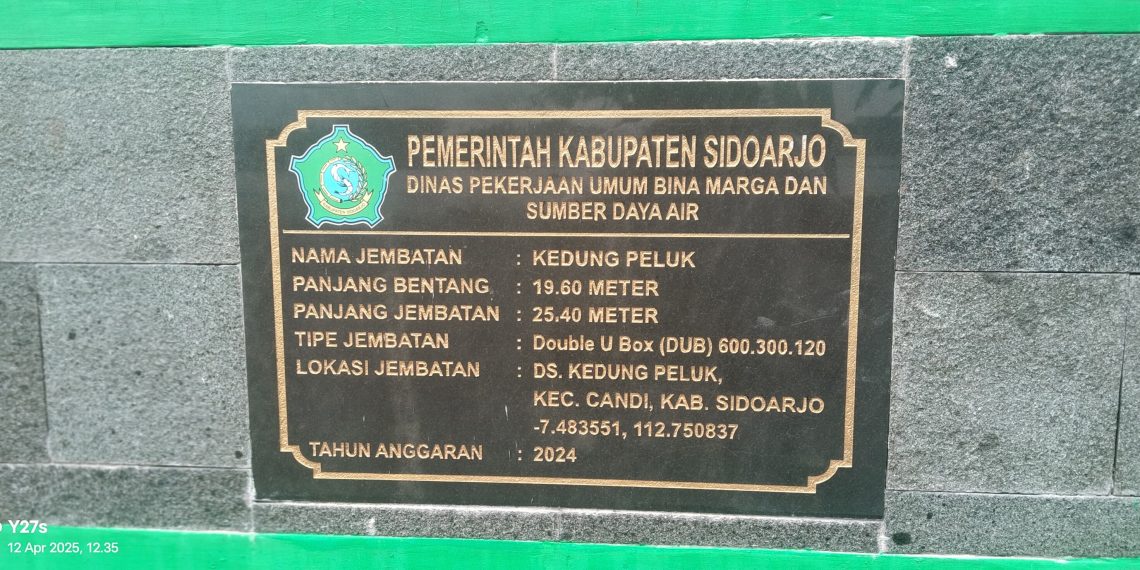 PEMERINTAH KABUPATEN SIDOARJO
DINAS PEKERJAAN UMUM BINA MARGA DAN
SUMBER DAYA AIR
NAMA JEMBATAN : KEDUNG PELUK
PANJANG BENTANG : 19.60 METER
PANJANG JEMBATAN : 25.40 METER
TIPE JEMBATAN : Double U Box (DUB) 600.300.120
LOKASI JEMBATAN : DS. KEDUNG PELUK,
KEC. CANDI, KAB. SIDOARJO
-7.483551, 112.750837
TAHUN ANGGARAN : 2024
Y27s
12 Apr 2025, 12.35